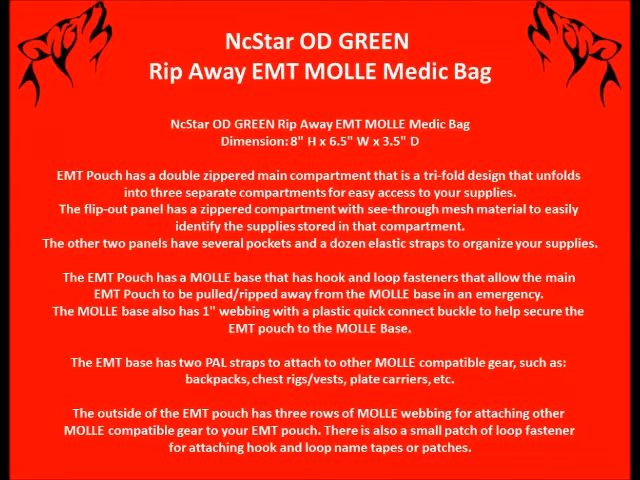 NcStar OD GREEN
Rip Away EMT MOLLE Medic Bag
NcStar OD GREEN Rip Away EMT MOLLE Medic Bag
Dimension: 8" H x 6.5" W x 3.5" D
EMT Pouch has a double zippered main compartment that is a tri-fold design that unfolds
into three separate compartments for easy access to your supplies.
The flip-out panel has a zippered compartment with see-through mesh material to easily
identify the supplies stored in that compartment.
The other two panels have several pockets and a dozen elastic straps to organize your supplies.
The EMT Pouch has a MOLLE base that has hook and loop fasteners that allow the main
EMT Pouch to be pulled/ripped away from the MOLLE base in an emergency.
The MOLLE base also has 1" webbing with a plastic quick connect buckle to help secure the
EMT pouch to the MOLLE Base.
The EMT base has two PAL straps to attach to other MOLLE compatible gear, such as:
backpacks, chest rigs/vests, plate carriers, etc.
The outside of the EMT pouch has three rows of MOLLE webbing for attaching other
MOLLE compatible gear to your EMT pouch. There is also a small patch of loop fastener
for attaching hook and loop name tapes or patches.